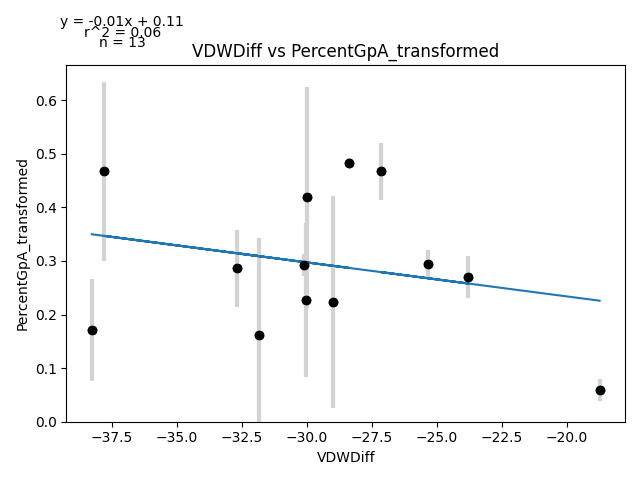 y = -0.01x + 0.11
r^2 = 0.06
n = 13
VDWDiff vs PercentGpA_transformed
PercentGpA_transformed
0.6
0.5
0.4
0.3
0.2
0.1
0.0
−37.5 −35.0 −32.5 −30.0 −27.5 −25.0 −22.5 −20.0
VDWDiff